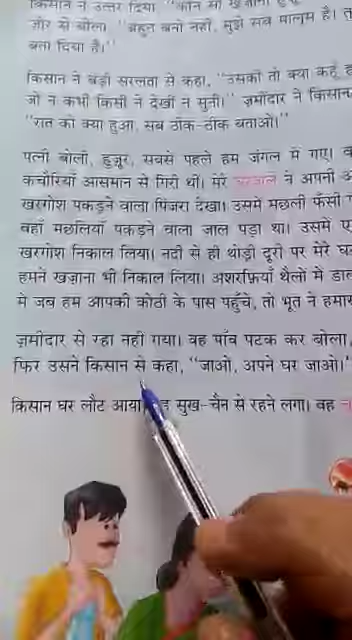 किसान ने उत्तर दिया, "कौन सा
ज़ोर से बोला, "बहुत बनो नहीं, मुझे सब मालूम है।
बता दिया है।"
किसान ने बड़ी सरलता से कहा, "उसकी तो क्या कहूँ
जो न कभी किसी ने देखी न सुनी।" ज़मींदार ने किसान
"रात को क्या हुआ, सब ठीक-ठीक बताओ।"
पत्नी बोली, हुज़ूर, सबसे पहले हम जंगल में गए।
कचौरियाँ आसमान से गिरी थीं। मेरे घरवाले ने अपनी
खरगोश पकड़ने वाला पिंजरा देखा। उसमें मछली फँसी
वहाँ मछलियाँ पकड़ने वाला जाल पड़ा था। उसमें
खरगोश निकाल लिया। नदी से ही थोड़ी दूरी पर मेरे
हमने खज़ाना भी निकाल लिया। अशरफ़ियाँ थैलों में
में जब हम आपकी कोठी के पास पहुँचे, तो भूत ने
ज़मींदार से रहा नहीं गया। वह पाँव पटक कर बोला,
फिर उसने किसान से कहा, "जाओ, अपने घर जाओ।"
किसान घर लौट आया। सुख-चैन से रहने लगा। वह